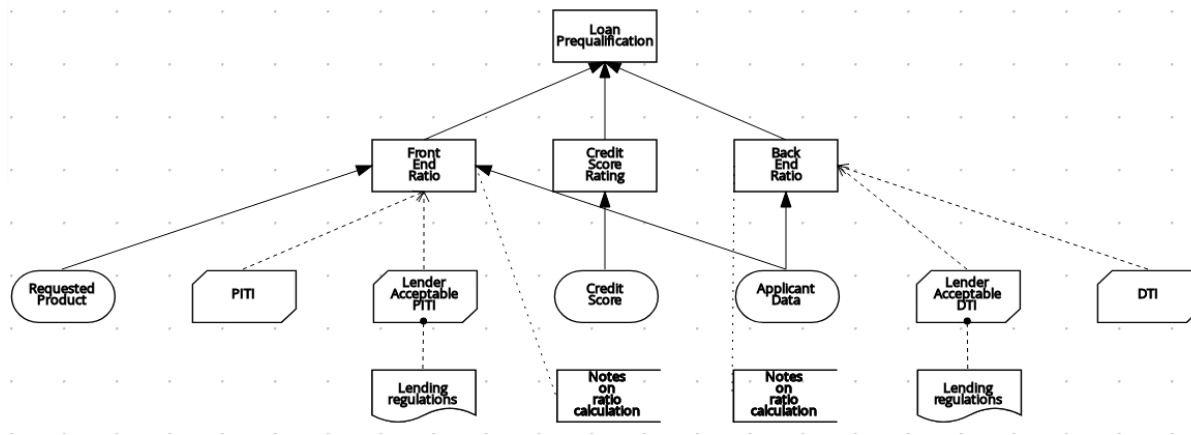 Loan
Prequalification
Front
End
Ratio
Credit
Score
Rating
Back
End
Ratio
Requested
Product
PITI
Lender
Acceptable
PITI
Credit
Score
Applicant
Data
Lender
Acceptable
DTI
DTI
Lending
regulations
Notes
on
ratio
calculation
Notes
on
ratio
calculation
Lending
regulations